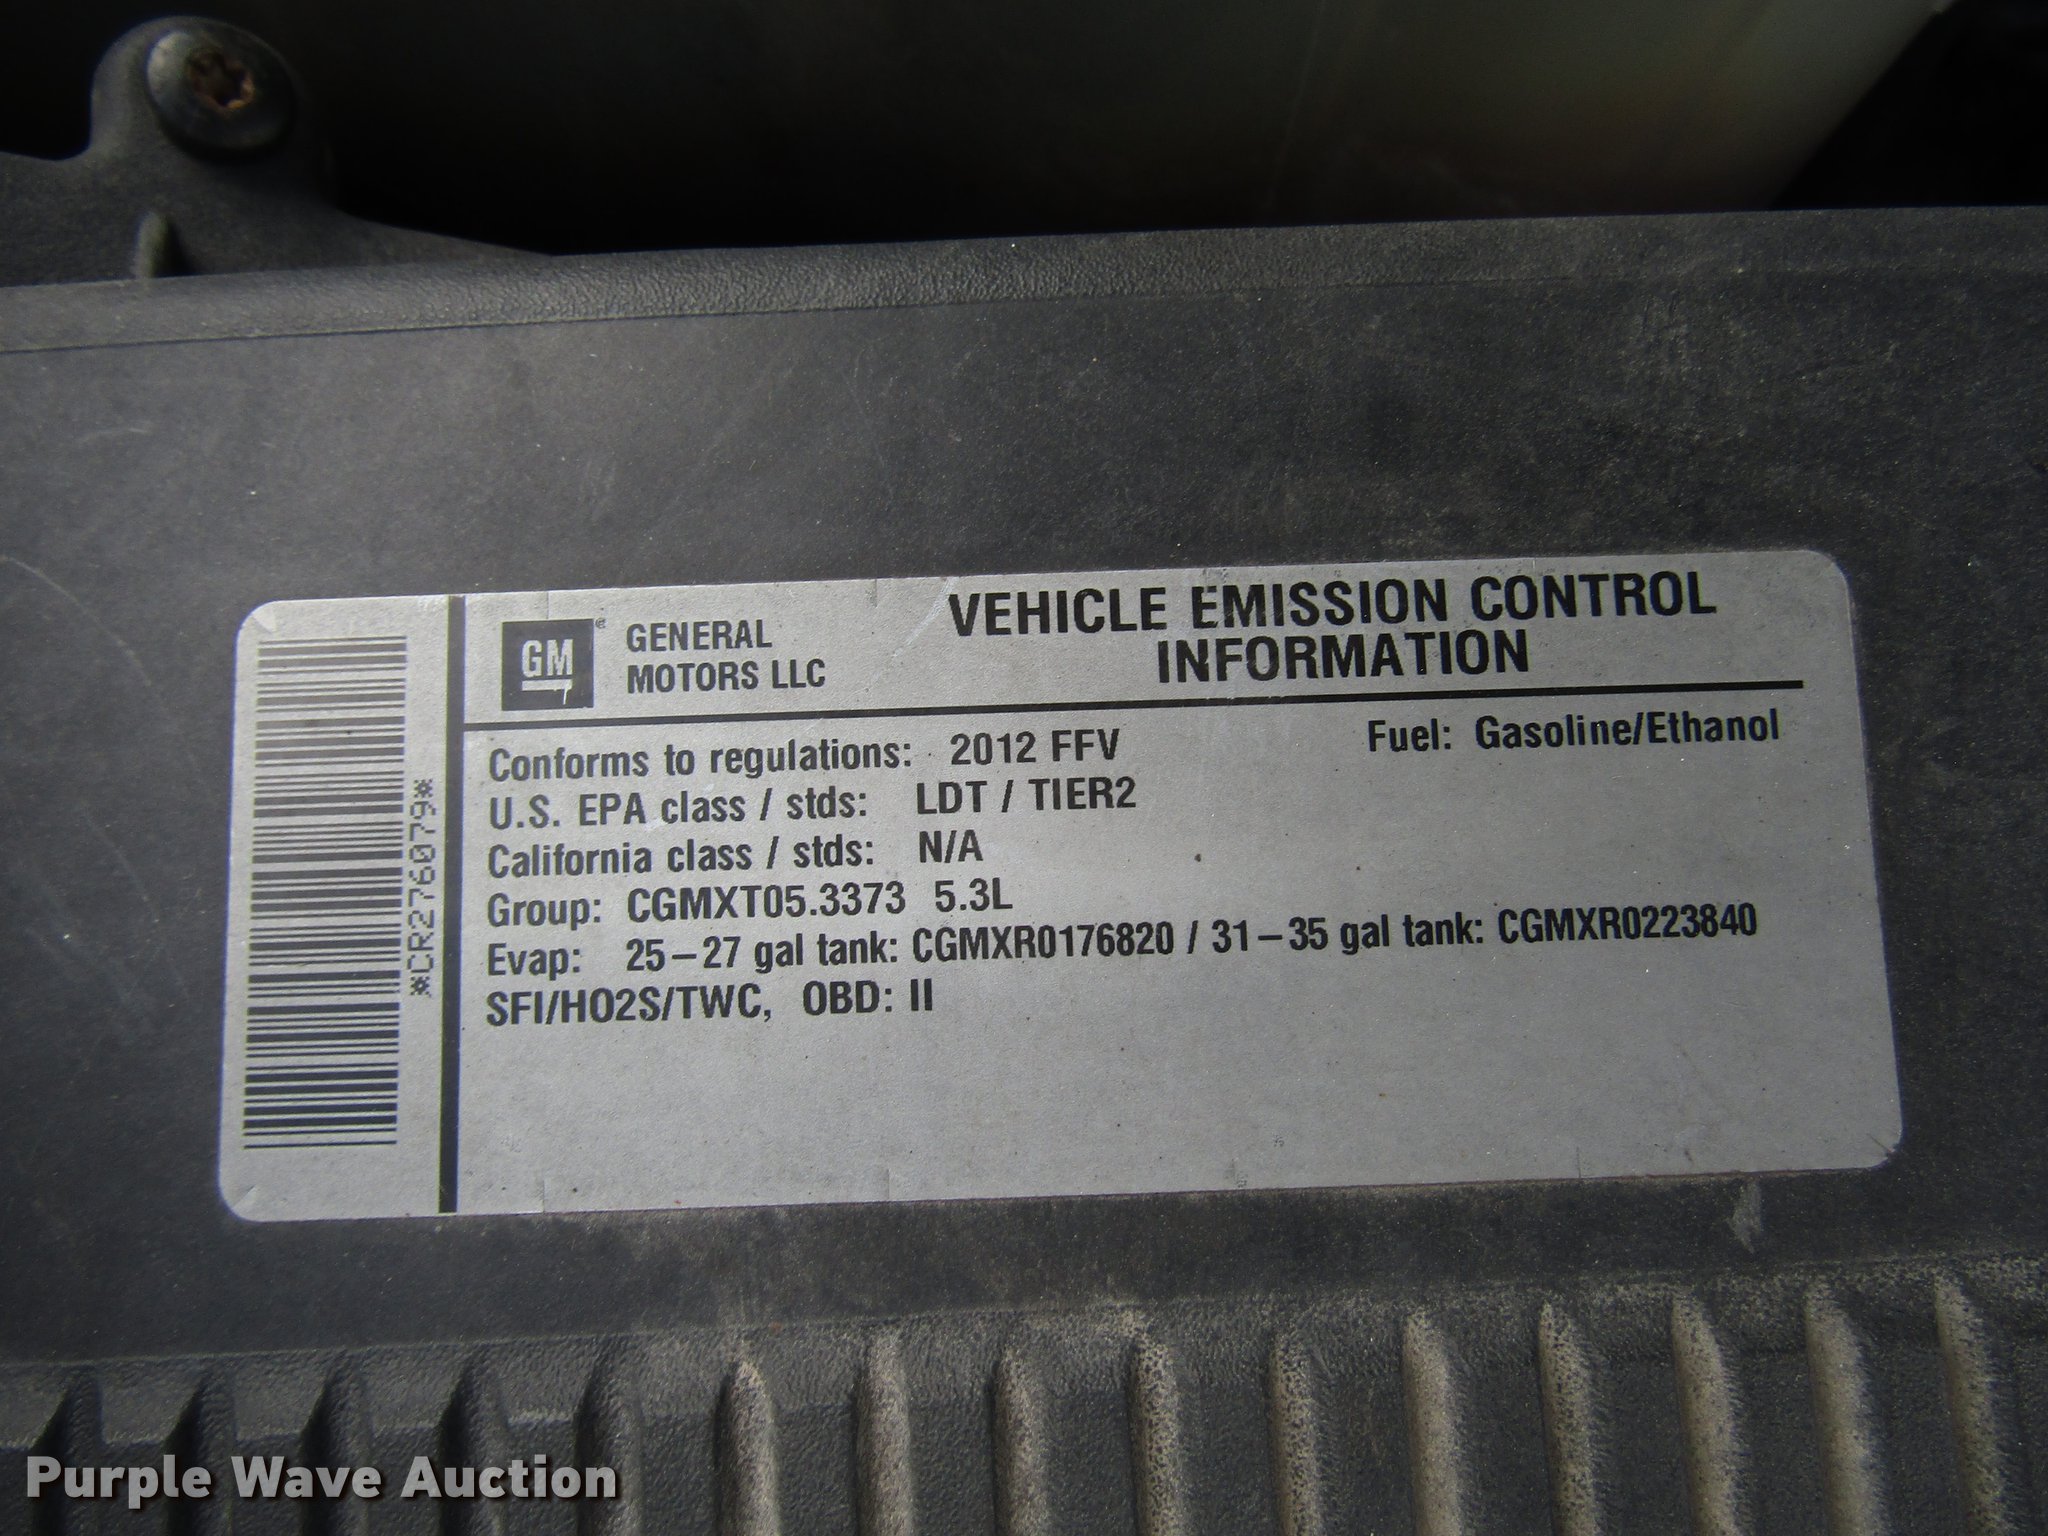 GM
®
GENERAL
MOTORS LLC
VEHICLE EMISSION CONTROL
INFORMATION
Conforms to regulations: 2012 FFV Fuel: Gasoline/Ethanol
U.S. EPA class / stds: LDT / TIER2
California class / stds: N/A
Group: CGMXT05.3373 5.3L
Evap: 25–27 gal tank: CGMXR0176820 / 31–35 gal tank: CGMXR0223840
SFI/HO2S/TWC, OBD: II
*CR276079*
Purple Wave Auction